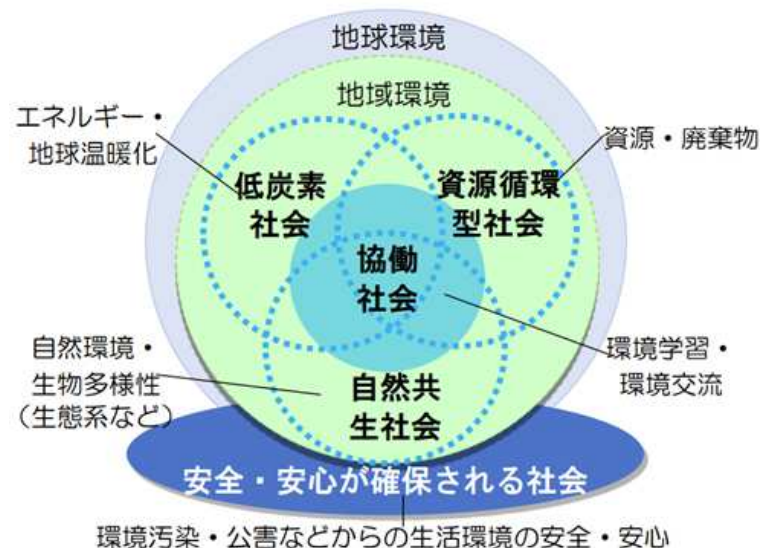 地球環境
地域環境
エネルギー・
地球温暖化
資源・廃棄物
低炭素
社会
資源循環
型社会
協働
社会
自然環境・
生物多様性
（生態系など）
環境学習・
環境交流
自然共
生社会
安全・安心が確保される社会
環境汚染・公害などからの生活環境の安全・安心